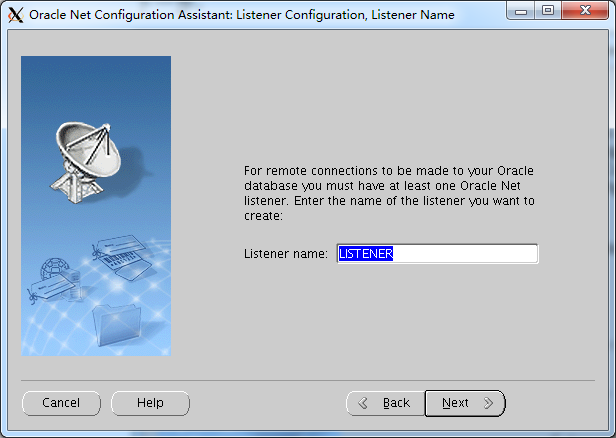 Oracle Net Configuration Assistant: Listener Configuration, Listener Name
For remote connections to be made to your Oracle
database you must have at least one Oracle Net
listener. Enter the name of the listener you want to
create:
Listener name: LISTENER
Cancel Help Back Next